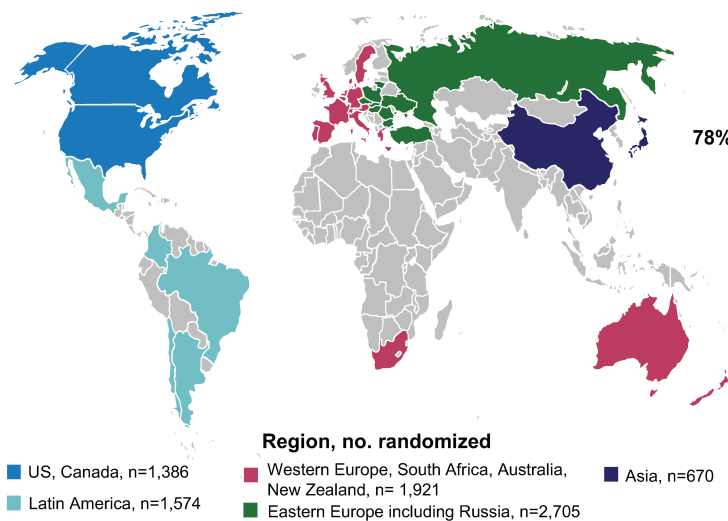 78%
Region, no. randomized
US, Canada, n=1,386
Latin America, n=1,574
Western Europe, South Africa, Australia,
New Zealand, n= 1,921
Eastern Europe including Russia, n=2,705
Asia, n=670